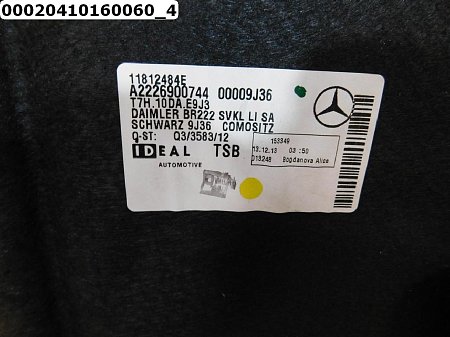 00020410160060_4
11812484E
A2226900744 00009J36
T7H.10DA.E9J3
DAIMLER BR222 SVKL LI SA
SCHWARZ 9J36 COMOSITZ
Q-ST: Q3/3583/12
153349
IDEAL TSB
AUTOMOTIVE
13.12.13 03:50
013248 Bogdanova Alice